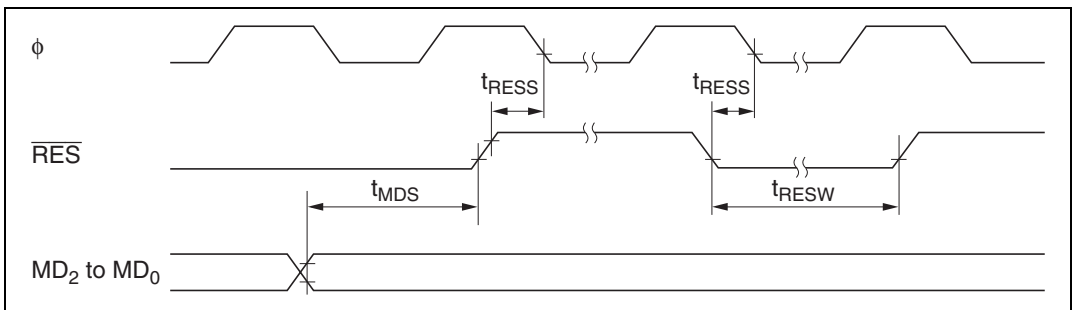 ϕ
tRESS tRESS
RES
tMDS tRESW
MD2 to MD0